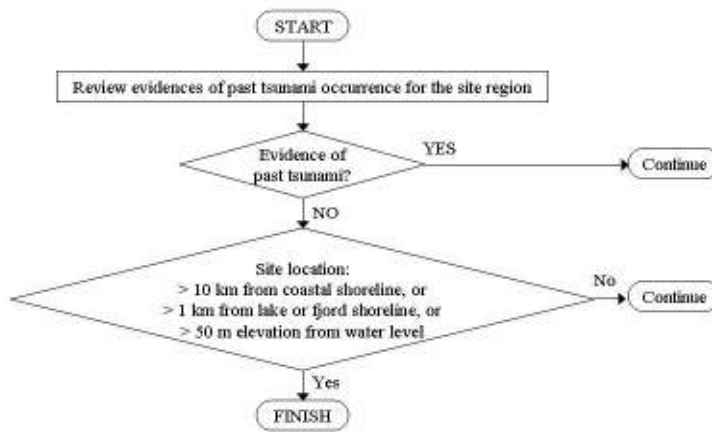 START
Review evidences of past tsunami occurrence for the site region
Evidence of
past tsunami?
YES
Continue
NO
Site location:
> 10 km from coastal shoreline, or
> 1 km from lake or fjord shoreline, or
> 50 m elevation from water level
No
Continue
Yes
FINISH